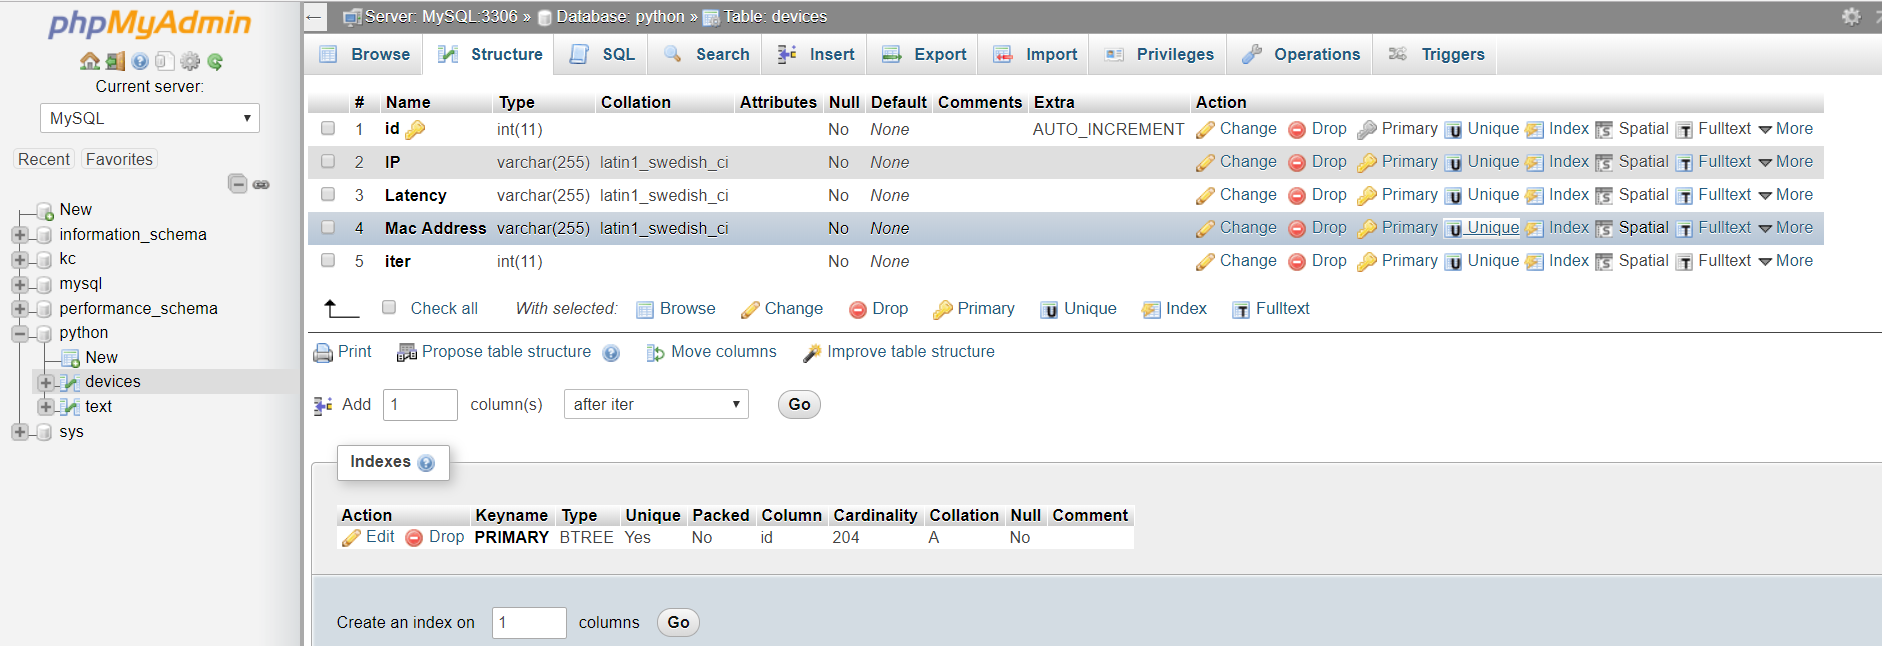 phpMyAdmin
Current server:
MySQL
Recent Favorites
New
information_schema
kc
mysql
performance_schema
python
New
devices
text
sys
← Server: MySQL:3306 » Database: python » Table: devices
Browse Structure SQL Search Insert Export Import Privileges Operations Triggers
# Name Type Collation Attributes Null Default Comments Extra Action
1 id int(11) No None AUTO_INCREMENT Change Drop Primary Unique Index Spatial Fulltext More
2 IP varchar(255) latin1_swedish_ci No None Change Drop Primary Unique Index Spatial Fulltext More
3 Latency varchar(255) latin1_swedish_ci No None Change Drop Primary Unique Index Spatial Fulltext More
4 Mac Address varchar(255) latin1_swedish_ci No None Change Drop Primary Unique Index Spatial Fulltext More
5 iter int(11) No None Change Drop Primary Unique Index Spatial Fulltext More
Check all With selected: Browse Change Drop Primary Unique Index Fulltext
Print Propose table structure Move columns Improve table structure
Add 1 column(s) after iter Go
Indexes
Action Keyname Type Unique Packed Column Cardinality Collation Null Comment
Edit Drop PRIMARY BTREE Yes No id 204 A No
Create an index on 1 columns Go